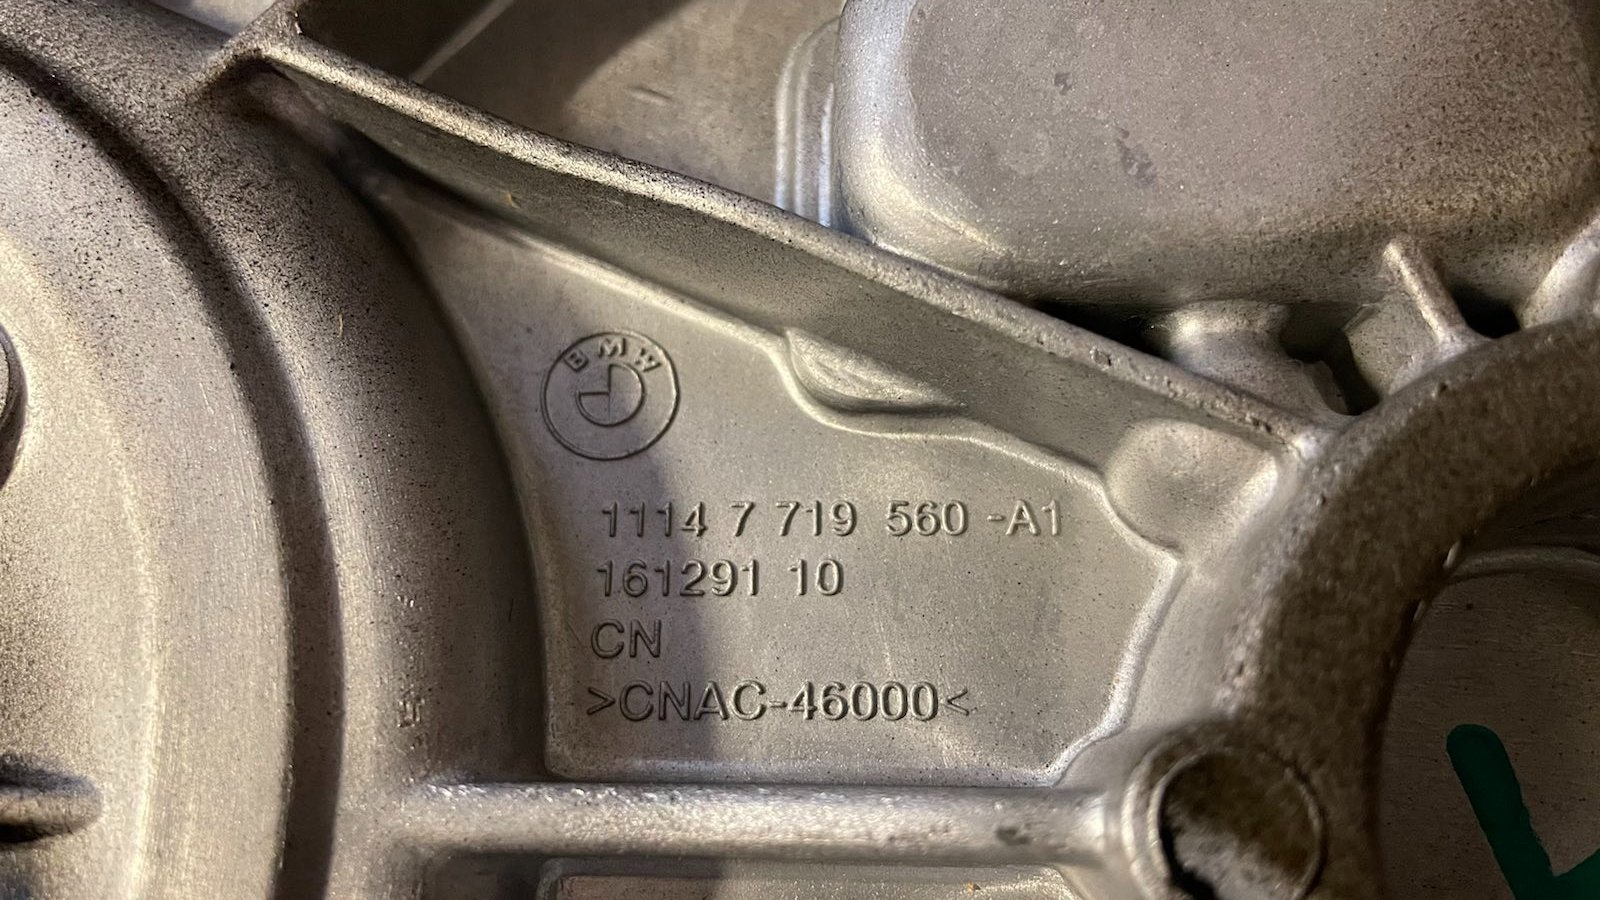 BMW
1114 7 719 560 -A1
161291 10
CN
>CNAC-46000<